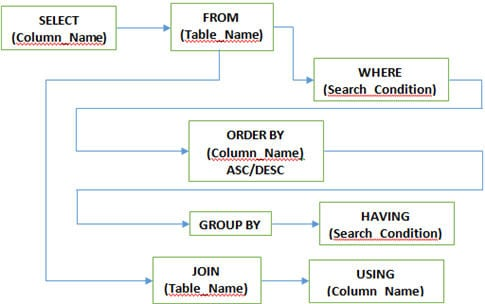 SELECT
(Column_Name)
FROM
(Table_Name)
WHERE
(Search_Condition)
ORDER BY
(Column_Name)
ASC/DESC
GROUP BY
HAVING
(Search_Condition)
JOIN
(Table_Name)
USING
(Column_Name)